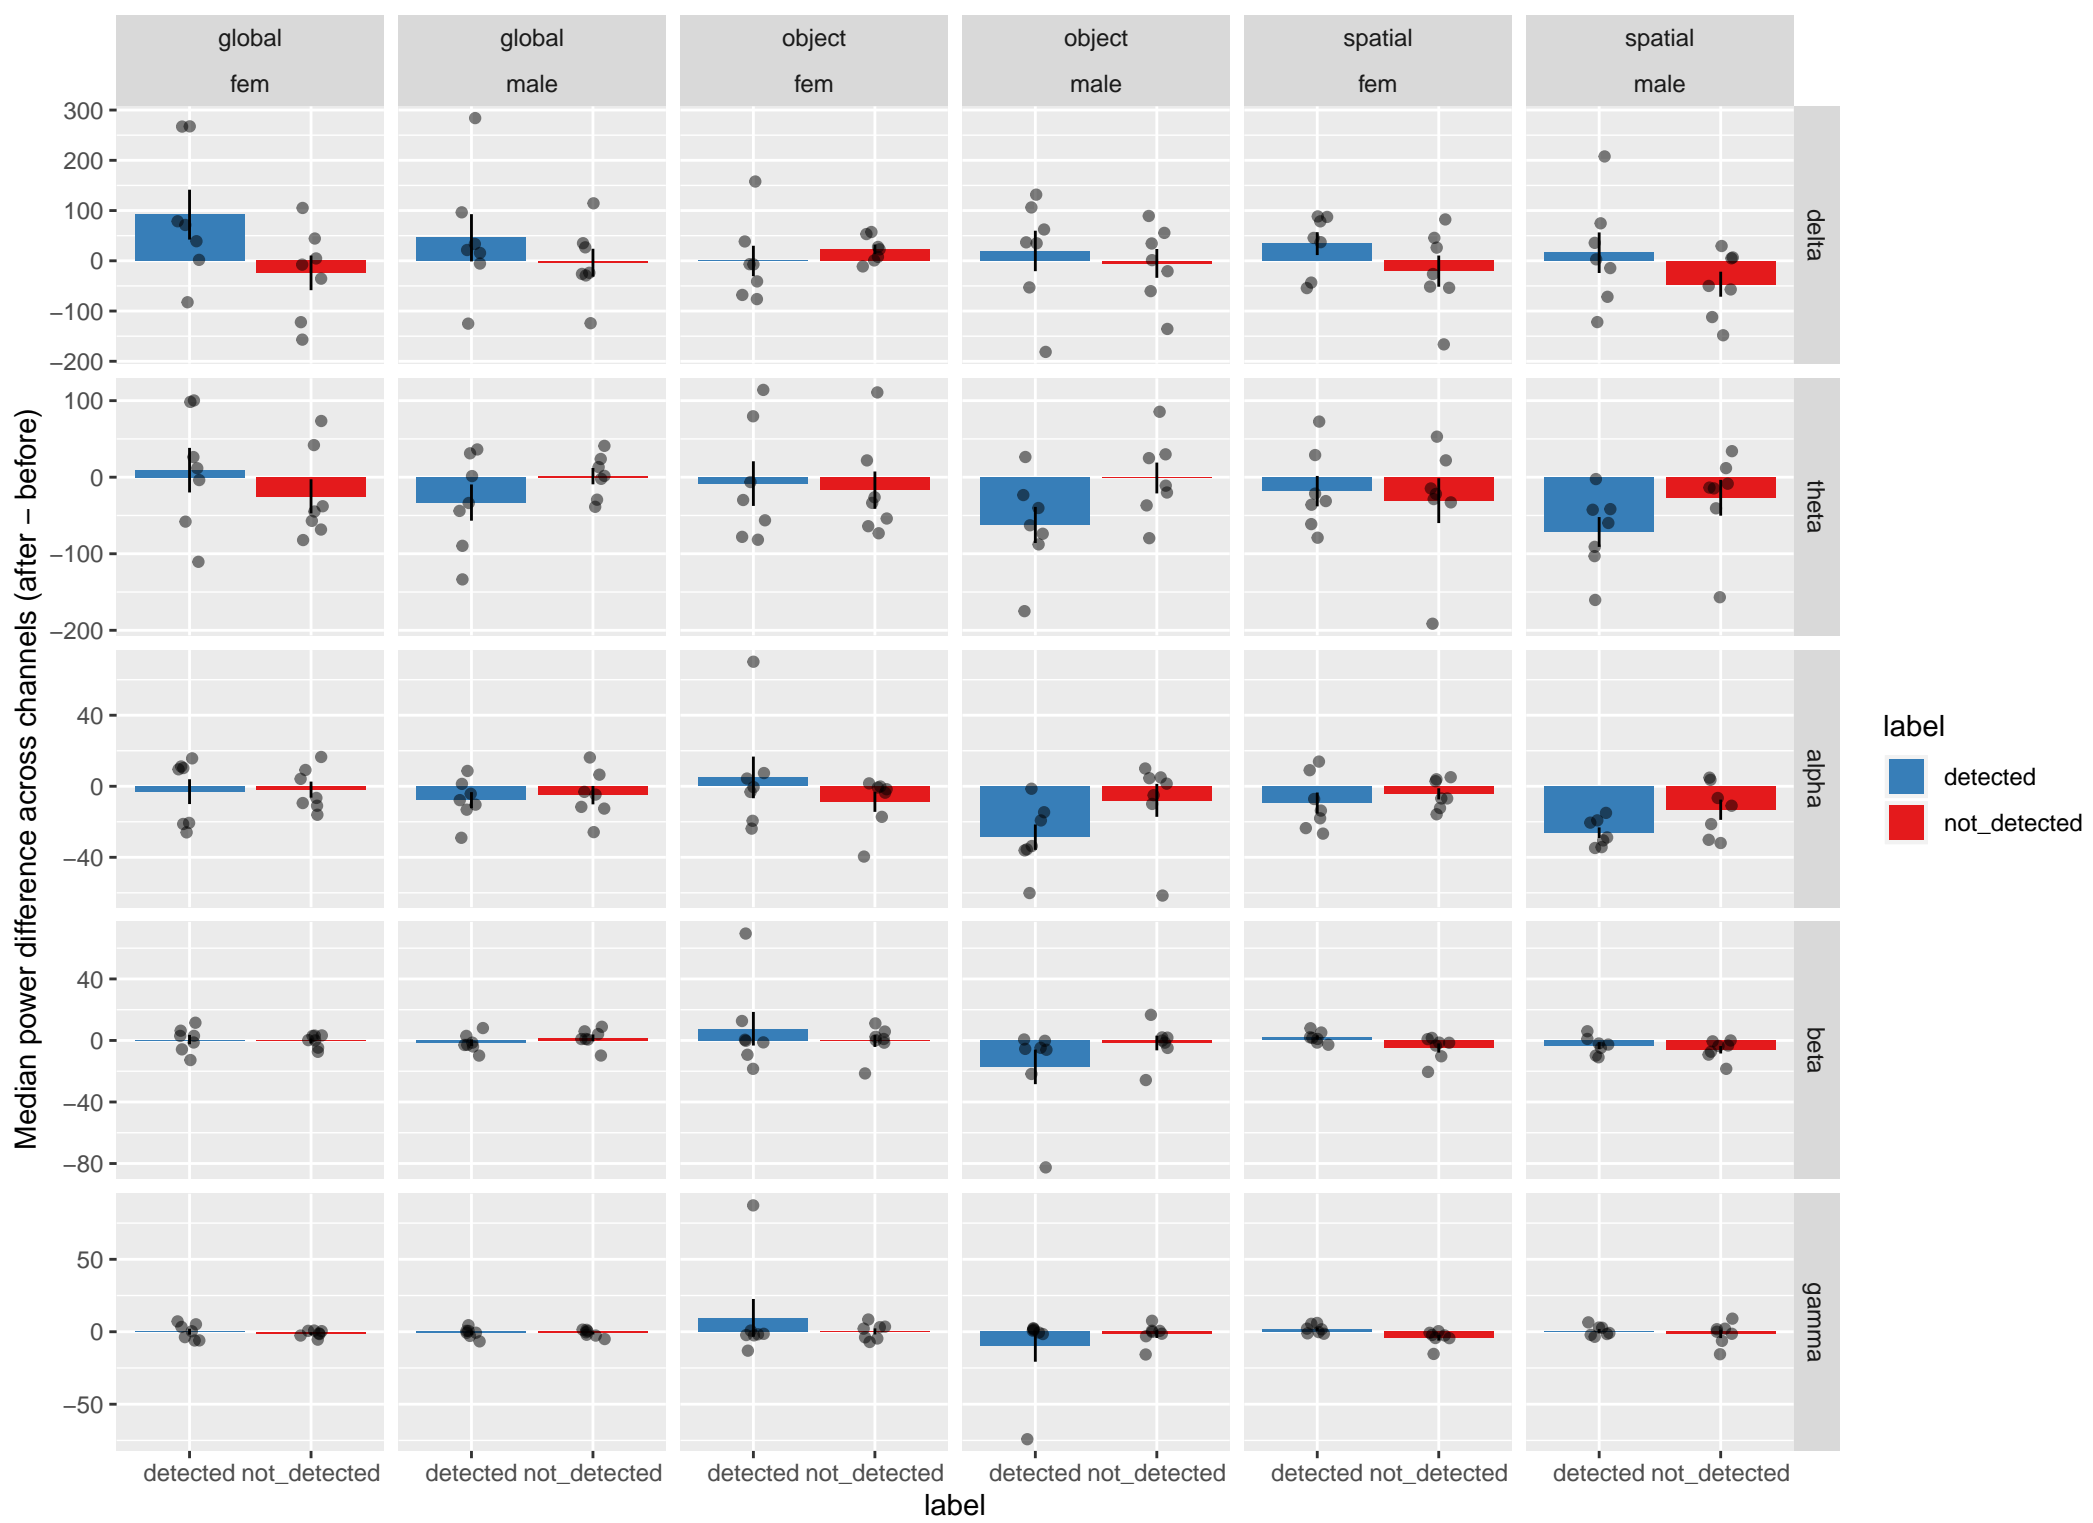 global global object object spatial spatial
fem male fem male fem male
300
200
100
0
−100
−200
delta
100
0
−100
−200
theta
40
0
−40
alpha
40
0
−40
−80
beta
50
0
−50
gamma
Median power difference across channels (after − before)
detected not_detected detected not_detected detected not_detected detected not_detected detected not_detected detected not_detected
label
label
detected
not_detected